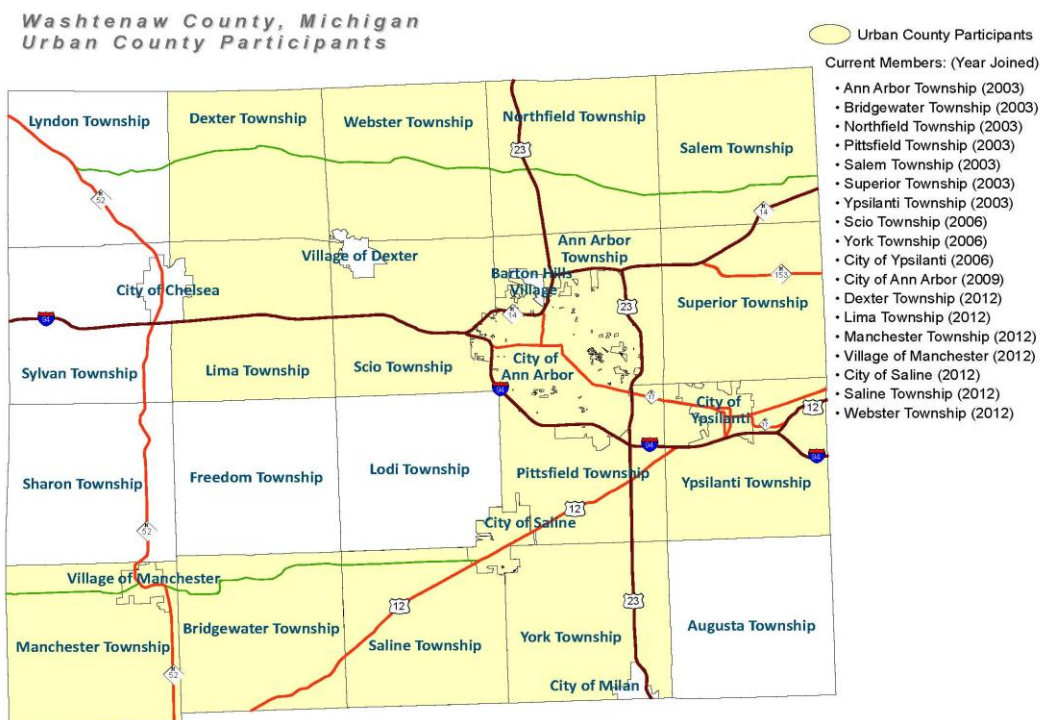 Washtenaw County, Michigan
Urban County Participants
Urban County Participants
Current Members: (Year Joined)
• Ann Arbor Township (2003)
• Bridgewater Township (2003)
• Northfield Township (2003)
• Pittsfield Township (2003)
• Salem Township (2003)
• Superior Township (2003)
• Ypsilanti Township (2003)
• Scio Township (2006)
• York Township (2006)
• City of Ypsilanti (2006)
• City of Ann Arbor (2009)
• Dexter Township (2012)
• Lima Township (2012)
• Manchester Township (2012)
• Village of Manchester (2012)
• City of Saline (2012)
• Saline Township (2012)
• Webster Township (2012)
Lyndon Township
Dexter Township
Webster Township
Northfield Township
Salem Township
23
M 52
M 14
Village of Dexter
Ann Arbor
Township
Barton Hills
Village
M 153
City of Chelsea
Superior Township
94
M 14
23
Sylvan Township
Lima Township
Scio Township
City of
Ann Arbor
94
City of
Ypsilanti
12
M 17
94
94
Sharon Township
Freedom Township
Lodi Township
Pittsfield Township
Ypsilanti Township
12
City of Saline
M 52
Village of Manchester
12
23
Manchester Township
Bridgewater Township
Saline Township
York Township
Augusta Township
M 52
City of Milan